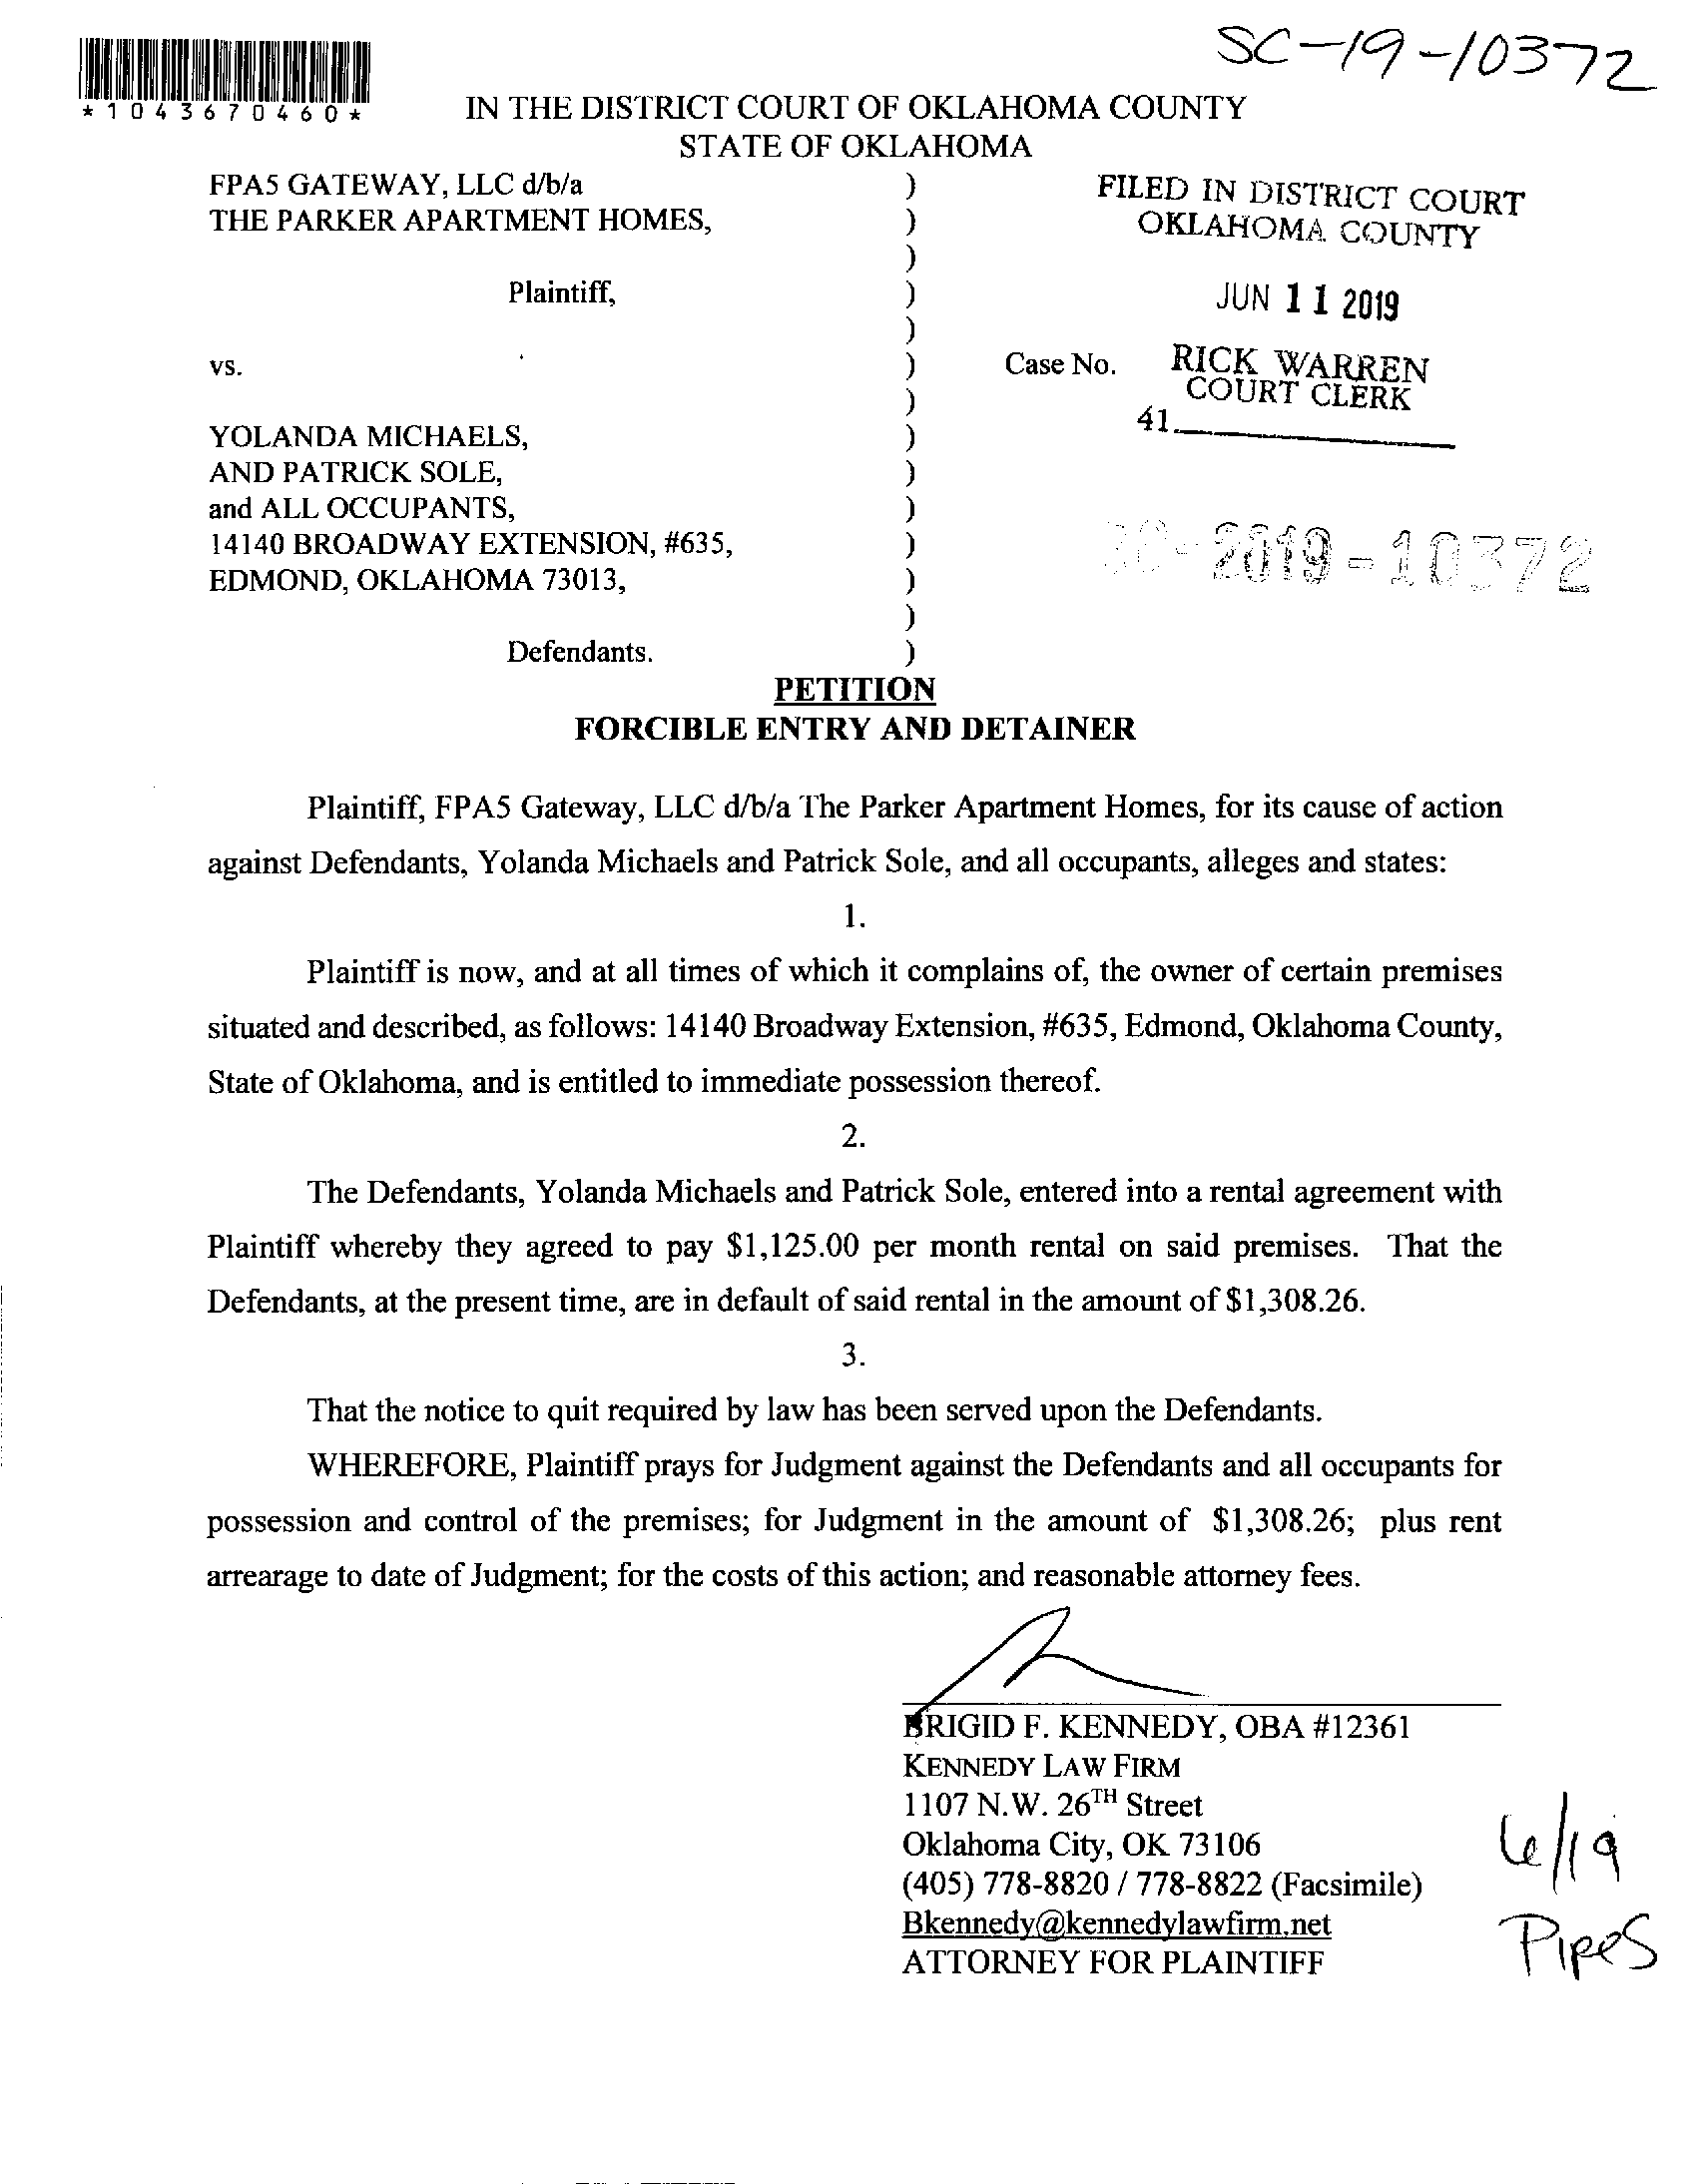 SC-19-10372
*1043670460*
IN THE DISTRICT COURT OF OKLAHOMA COUNTY
STATE OF OKLAHOMA
FPA5 GATEWAY, LLC d/b/a )
THE PARKER APARTMENT HOMES, )
)
Plaintiff, )
)
vs. )
)
YOLANDA MICHAELS, )
AND PATRICK SOLE, )
and ALL OCCUPANTS, )
14140 BROADWAY EXTENSION, #635, )
EDMOND, OKLAHOMA 73013, )
)
Defendants. )
FILED IN DISTRICT COURT
OKLAHOMA COUNTY
JUN 11 2019
Case No. RICK WARREN
COURT CLERK
41
SC-2019-10372
PETITION
FORCIBLE ENTRY AND DETAINER
Plaintiff, FPA5 Gateway, LLC d/b/a The Parker Apartment Homes, for its cause of action
against Defendants, Yolanda Michaels and Patrick Sole, and all occupants, alleges and states:
1.
Plaintiff is now, and at all times of which it complains of, the owner of certain premises
situated and described, as follows: 14140 Broadway Extension, #635, Edmond, Oklahoma County,
State of Oklahoma, and is entitled to immediate possession thereof.
2.
The Defendants, Yolanda Michaels and Patrick Sole, entered into a rental agreement with
Plaintiff whereby they agreed to pay $1,125.00 per month rental on said premises. That the
Defendants, at the present time, are in default of said rental in the amount of $1,308.26.
3.
That the notice to quit required by law has been served upon the Defendants.
WHEREFORE, Plaintiff prays for Judgment against the Defendants and all occupants for
possession and control of the premises; for Judgment in the amount of $1,308.26; plus rent
arrearage to date of Judgment; for the costs of this action; and reasonable attorney fees.
BRIGID F. KENNEDY, OBA #12361
KENNEDY LAW FIRM
1107 N.W. 26TH Street
Oklahoma City, OK 73106
(405) 778-8820 / 778-8822 (Facsimile)
Bkennedy@kennedylawfirm.net
ATTORNEY FOR PLAINTIFF
6/19
Pipes